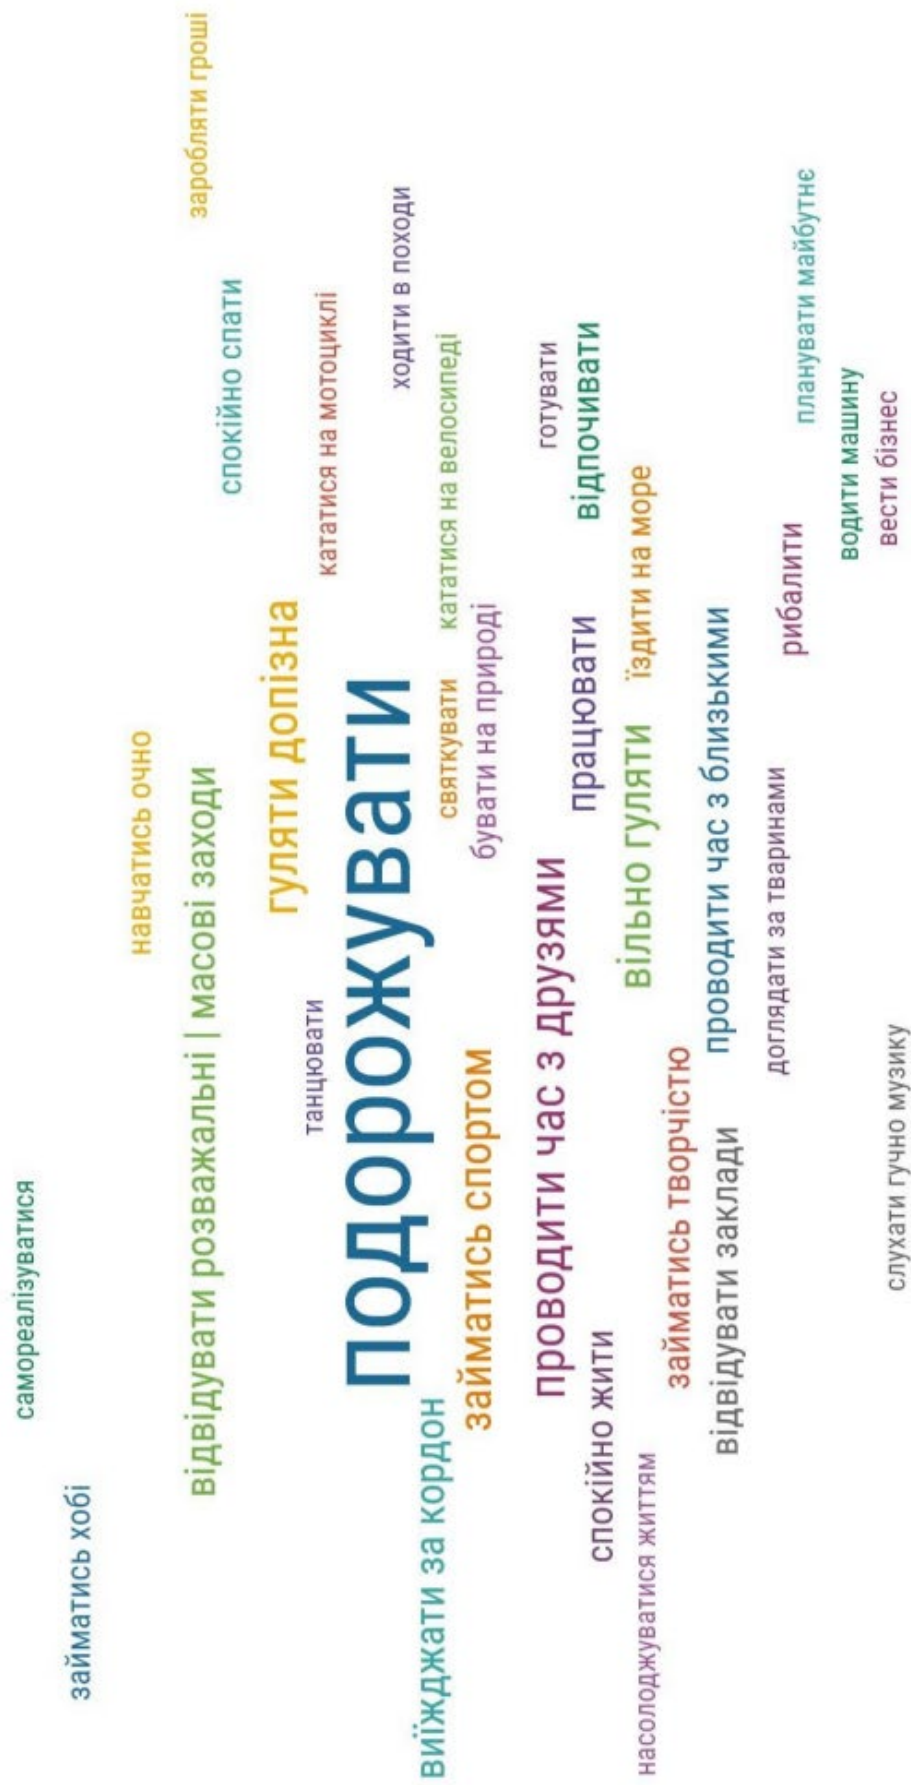 самореалізуватися
займатись хобі
навчатись очно
заробляти гроші
відвідувати розважальні | масові заходи
спокійно спати
гуляти допізна
танцювати
кататися на мотоциклі
подорожувати
ходити в походи
виїжджати за кордон
святкувати
кататися на велосипеді
займатись спортом
бувати на природі
проводити час з друзями
готувати
працювати
відпочивати
спокійно жити
вільно гуляти
їздити на море
насолоджуватися життям
займатись творчістю
проводити час з близькими
відвідувати заклади
доглядати за тваринами
рибалити
планувати майбутнє
водити машину
вести бізнес
слухати гучно музику